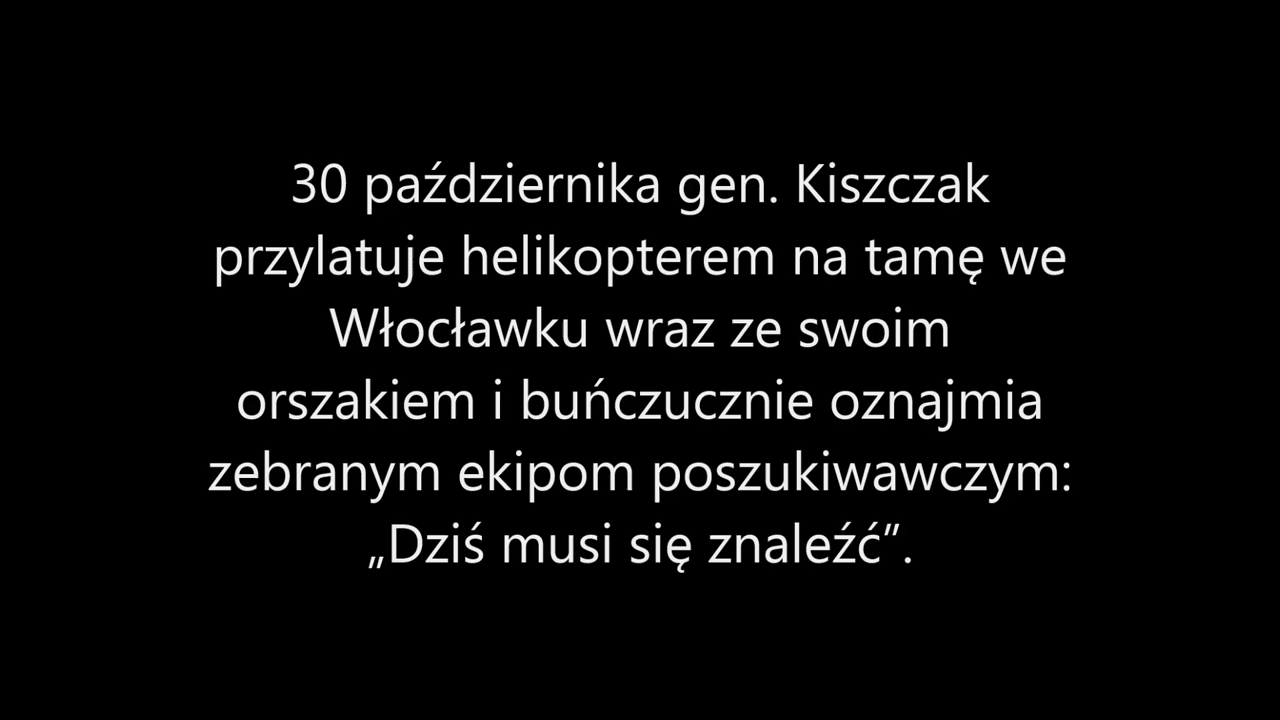 30 października gen. Kiszczak
przylatuje helikopterem na tamę we
Włocławku wraz ze swoim
orszakiem i buńczucznie oznajmia
zebranym ekipom poszukiwawczym:
„Dziś musi się znaleźć”.